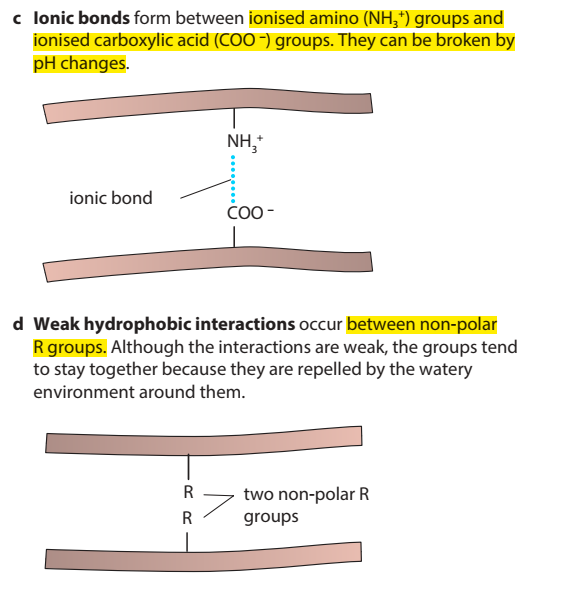 c Ionic bonds form between ionised amino (NH₃⁺) groups and
ionised carboxylic acid (COO⁻) groups. They can be broken by
pH changes.
NH₃⁺
ionic bond
COO⁻
d Weak hydrophobic interactions occur between non-polar
R groups. Although the interactions are weak, the groups tend
to stay together because they are repelled by the watery
environment around them.
R
two non-polar R
R
groups